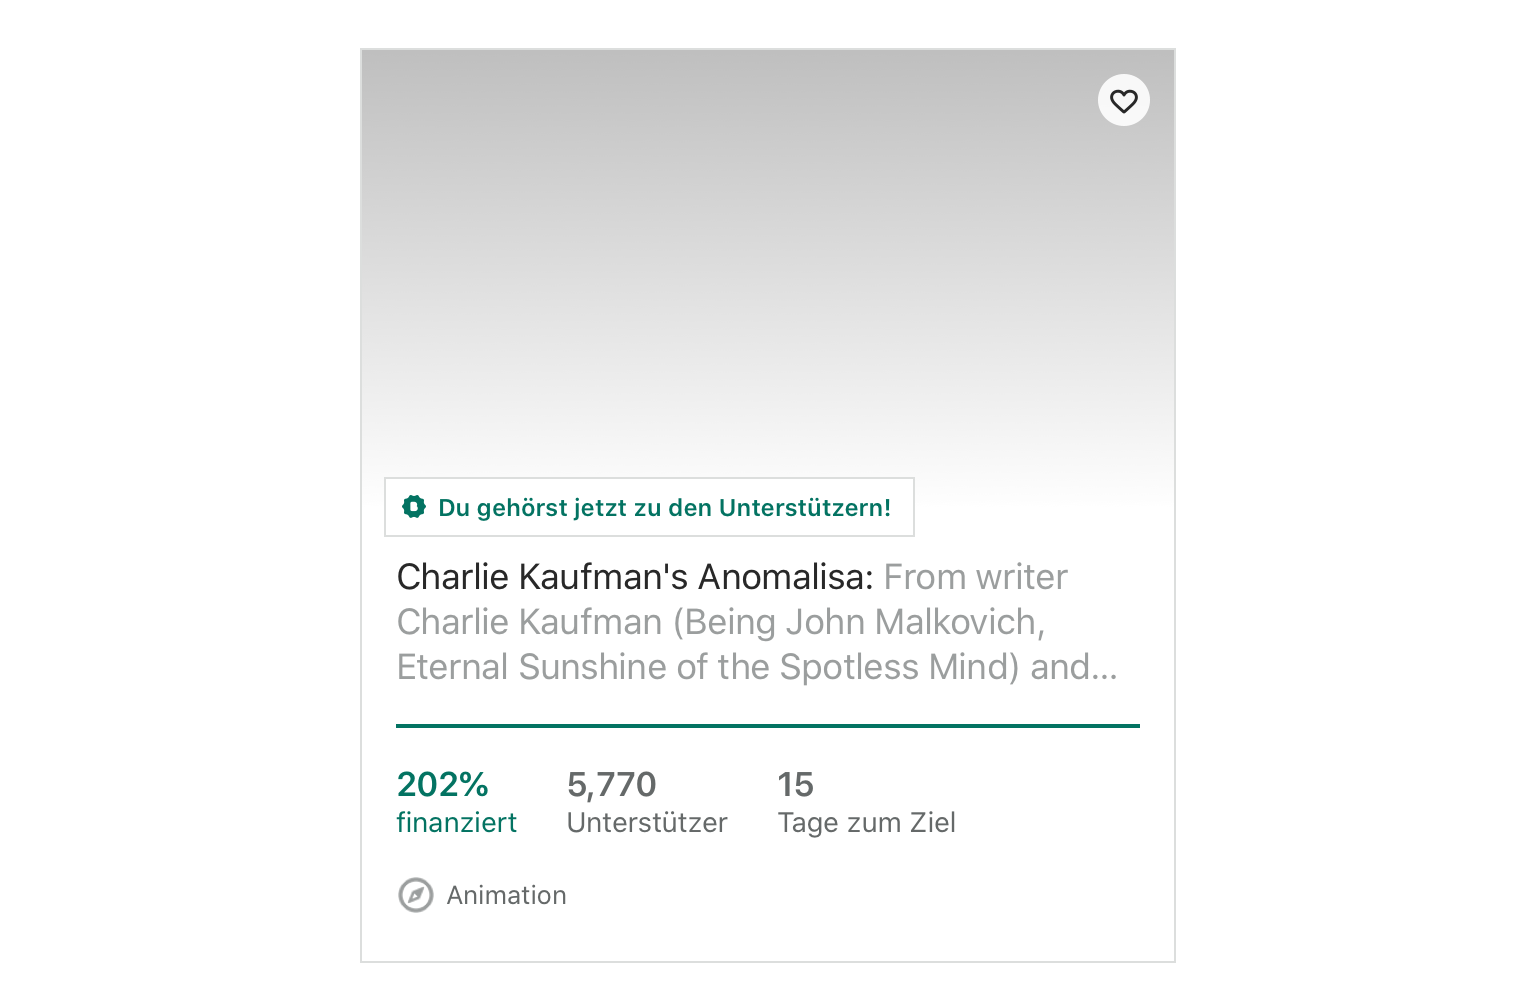 Du gehörst jetzt zu den Unterstützern!
Charlie Kaufman's Anomalisa: From writer
Charlie Kaufman (Being John Malkovich,
Eternal Sunshine of the Spotless Mind) and...
202% 5,770 15
finanziert Unterstützer Tage zum Ziel
Animation